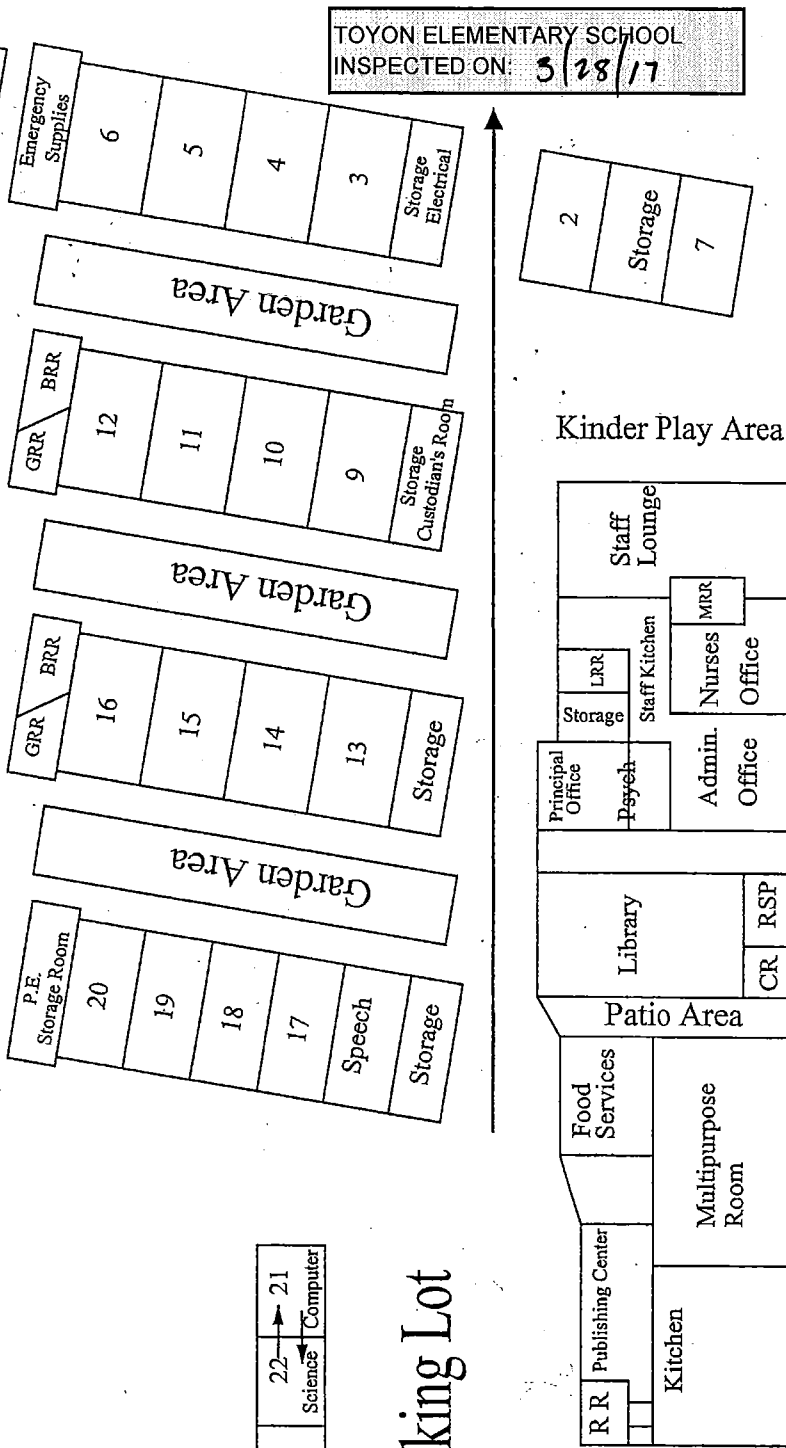 TOYON ELEMENTARY SCHOOL
INSPECTED ON: 3/28/17
Emergency
Supplies
6
5
4
3
Storage
Electrical
Garden Area
GRR
BRR
12
11
10
9
Storage
Custodian's Room
Garden Area
GRR
BRR
16
15
14
13
Storage
Garden Area
P.E.
Storage Room
20
19
18
17
Speech
Storage
2
Storage
7
Kinder Play Area
Staff
Lounge
MRR
LRR
Storage
Staff Kitchen
Nurses
Office
Principal
Office
Psych
Admin.
Office
Library
CR
RSP
Patio Area
Food
Services
Multipurpose
Room
Publishing Center
R R
Kitchen
22
21
Science
Computer
king Lot